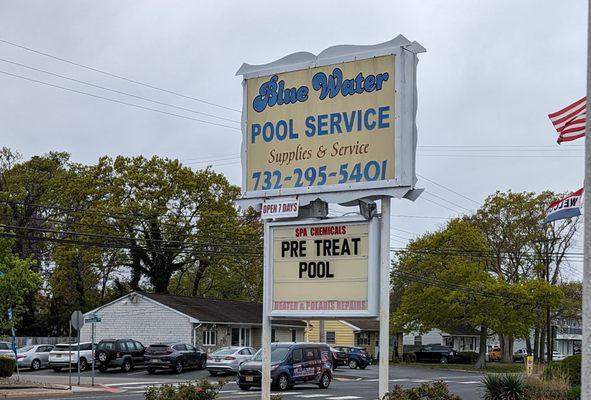 Blue Water
POOL SERVICE
Supplies & Service
732-295-5401
OPEN 7 DAYS
SPA CHEMICALS
PRE TREAT
POOL
HEATER & POLARIS REPAIRS